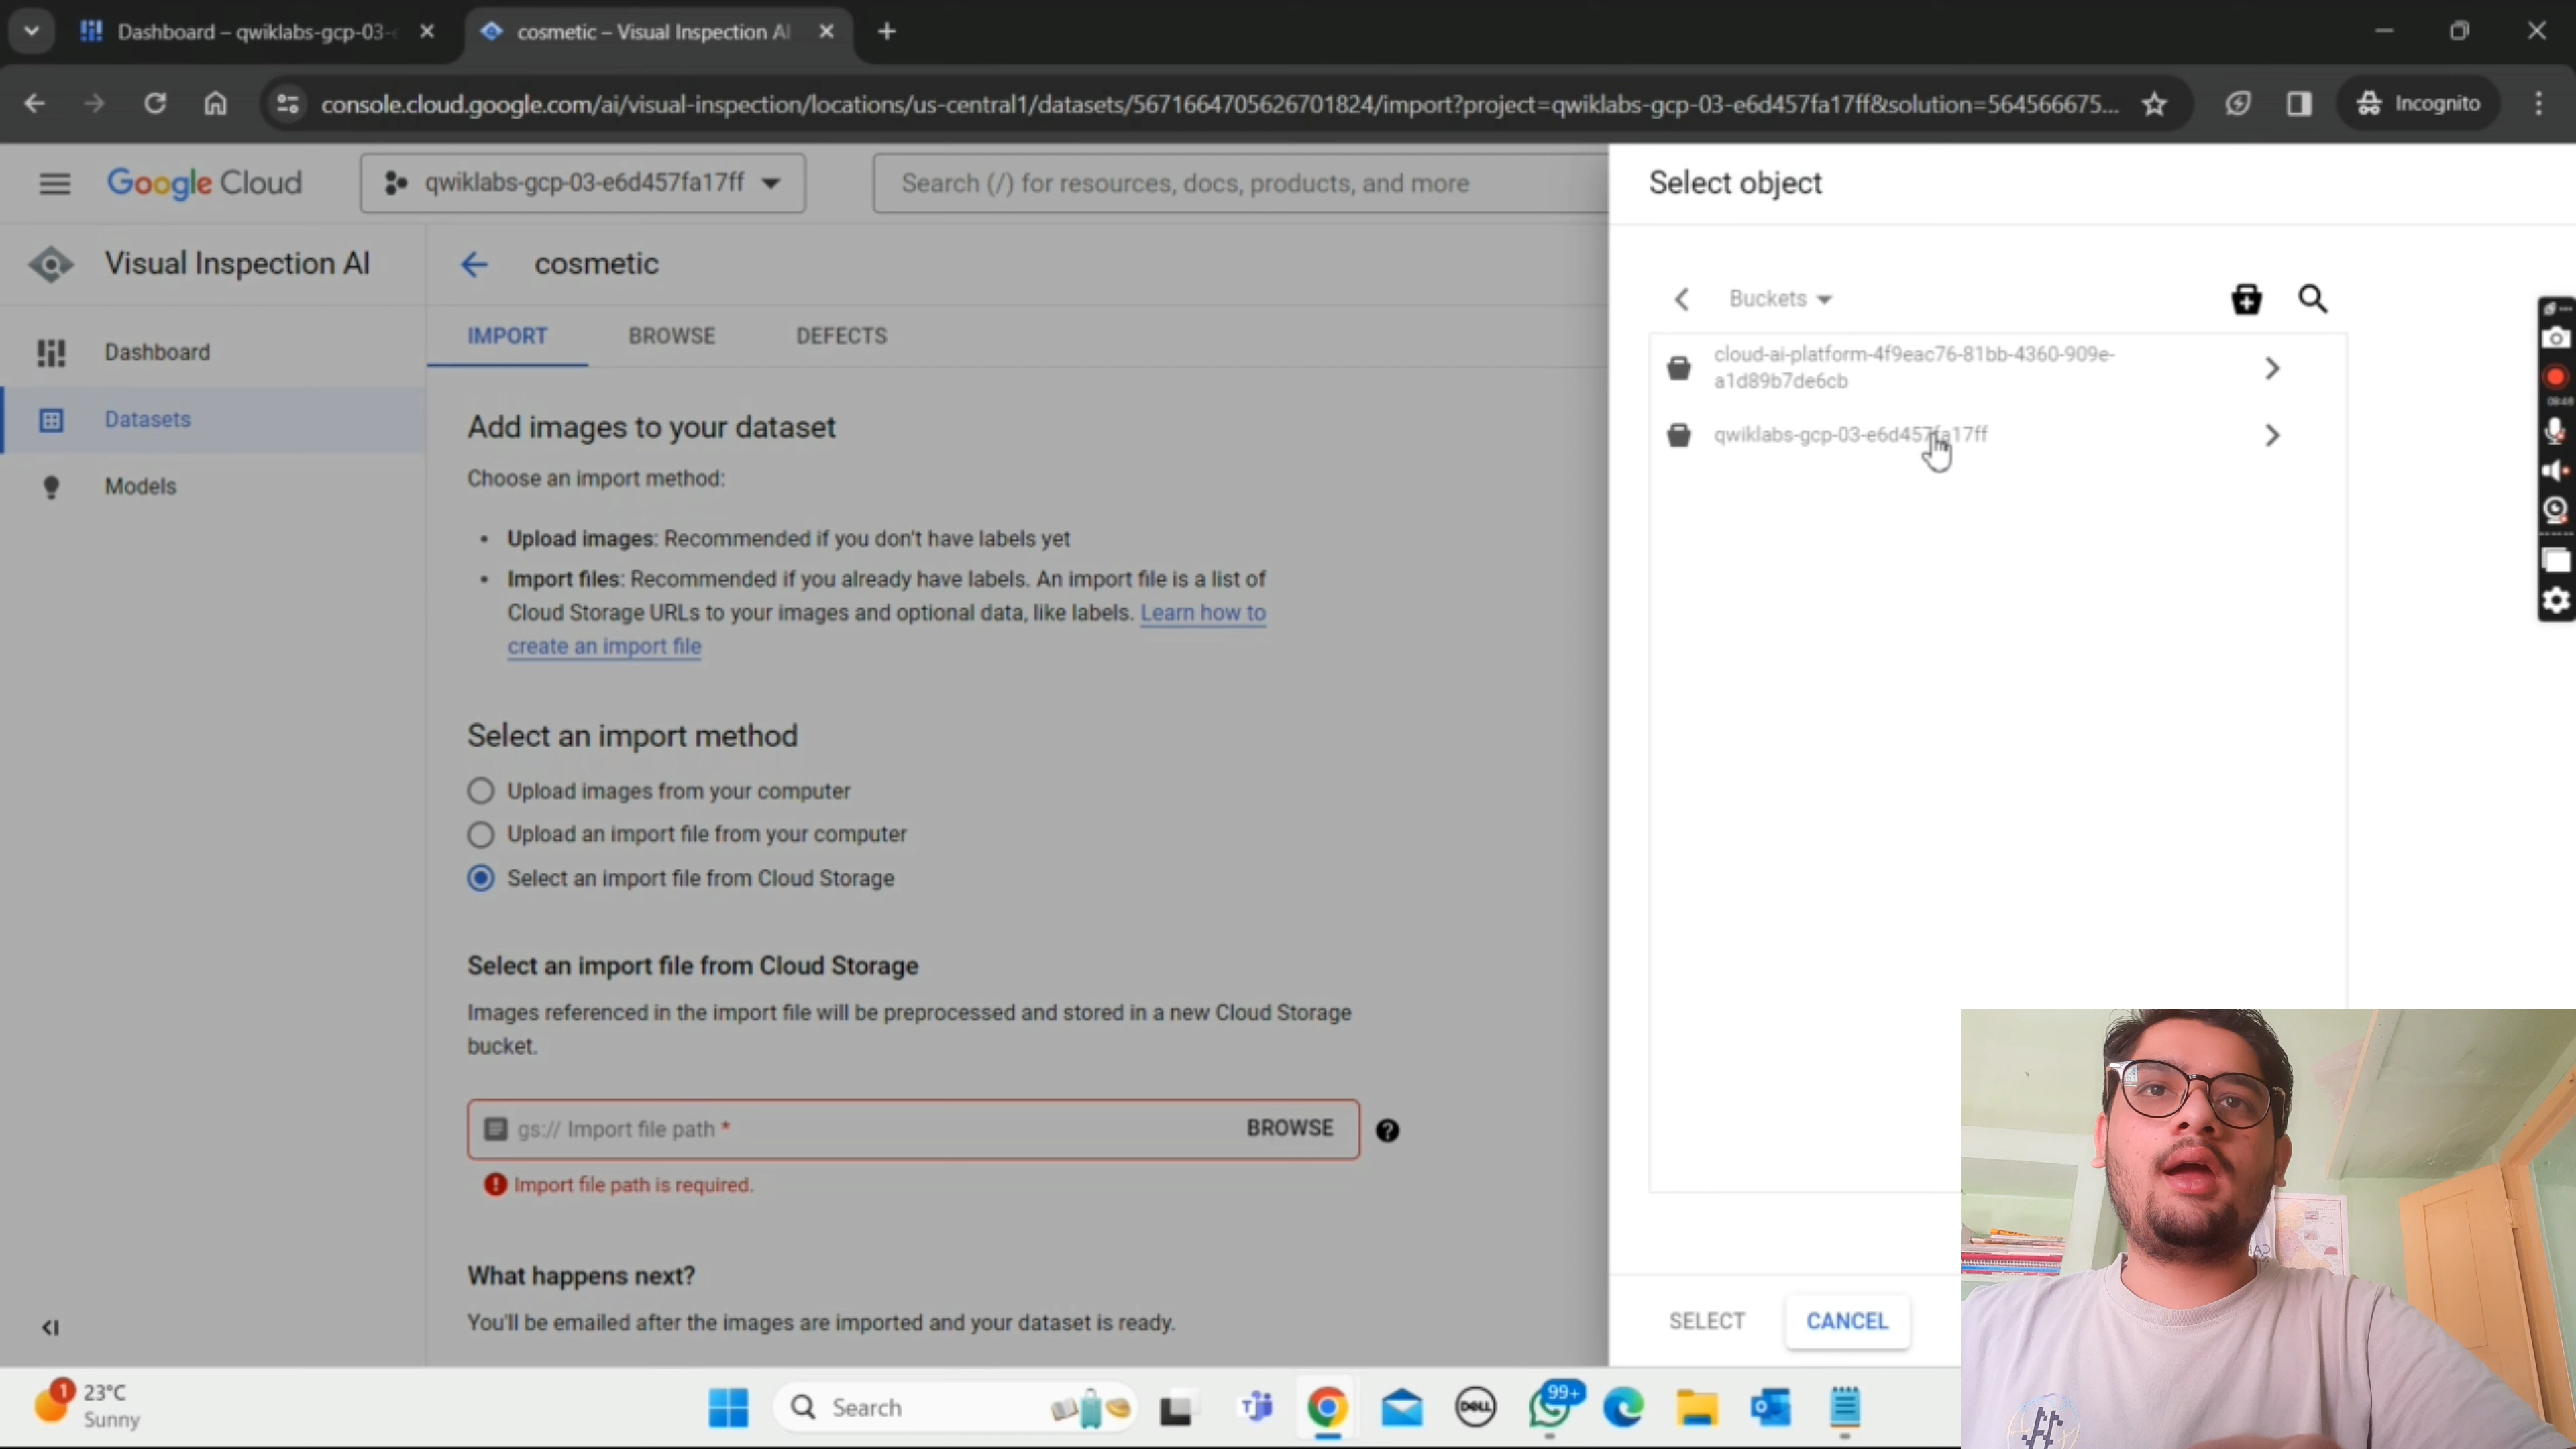 Dashboard – qwiklabs-gcp-03-e
cosmetic – Visual Inspection AI
console.cloud.google.com/ai/visual-inspection/locations/us-central1/datasets/5671664705626701824/import?project=qwiklabs-gcp-03-e6d457fa17ff&solution=564566675...
Incognito
Google Cloud
qwiklabs-gcp-03-e6d457fa17ff
Search (/) for resources, docs, products, and more
Select object
Visual Inspection AI
cosmetic
Buckets
IMPORT
BROWSE
DEFECTS
Dashboard
Datasets
Models
cloud-ai-platform-4f9eac76-81bb-4360-909e-
a1d89b7de6cb
qwiklabs-gcp-03-e6d457fa17ff
Add images to your dataset
Choose an import method:
• Upload images: Recommended if you don't have labels yet
• Import files: Recommended if you already have labels. An import file is a list of
Cloud Storage URLs to your images and optional data, like labels. Learn how to
create an import file
Select an import method
Upload images from your computer
Upload an import file from your computer
Select an import file from Cloud Storage
Select an import file from Cloud Storage
Images referenced in the import file will be preprocessed and stored in a new Cloud Storage
bucket.
gs:// Import file path *
BROWSE
Import file path is required.
What happens next?
You'll be emailed after the images are imported and your dataset is ready.
SELECT
CANCEL
1
23°C
Sunny
Search
99+
DELL